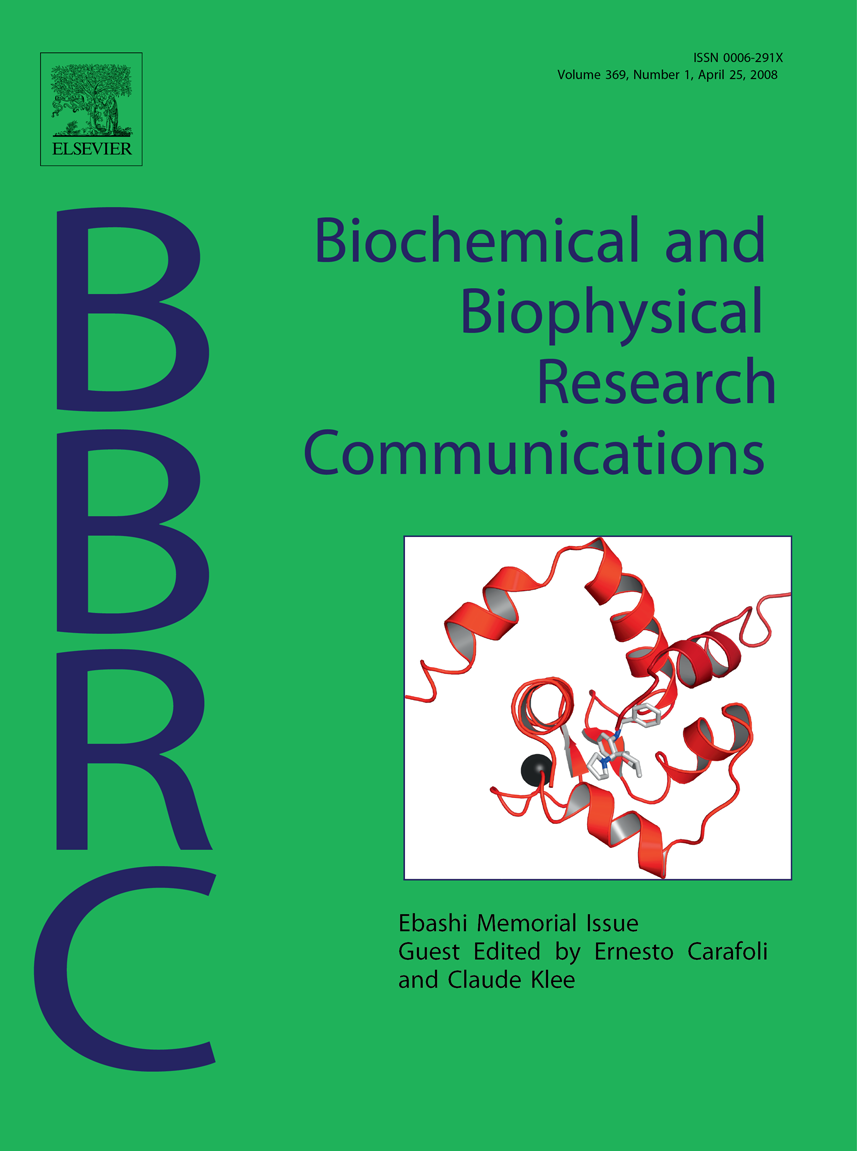 ISSN 0006-291X
Volume 369, Number 1, April 25, 2008
ELSEVIER
B
B
R
C
Biochemical and
Biophysical
Research
Communications
Ebashi Memorial Issue
Guest Edited by Ernesto Carafoli
and Claude Klee